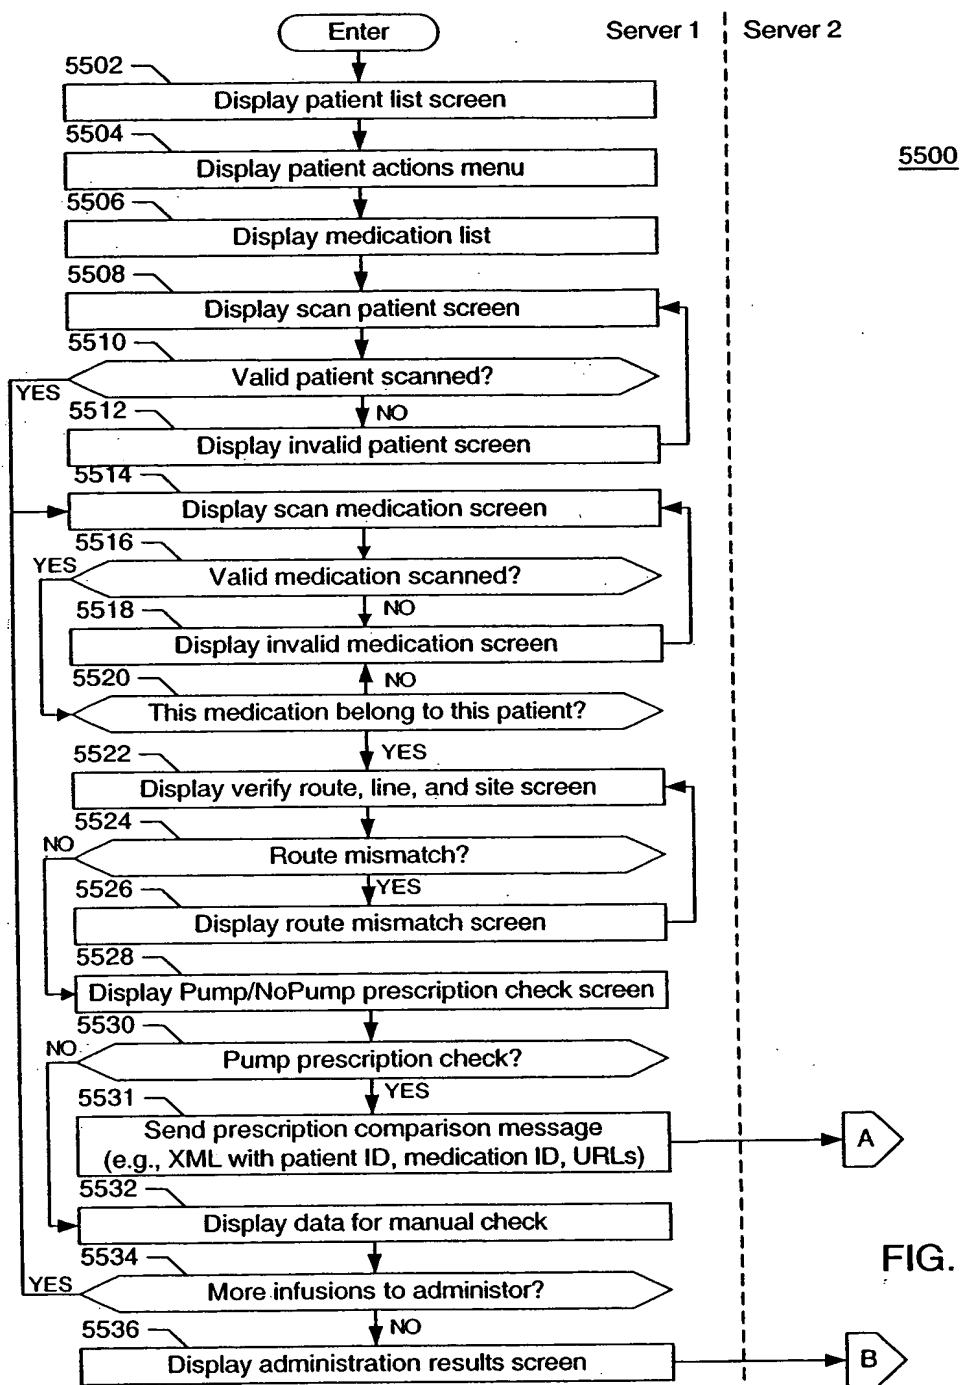 Enter
Server 1
Server 2
5502
Display patient list screen
5500
5504
Display patient actions menu
5506
Display medication list
5508
Display scan patient screen
5510
Valid patient scanned?
YES
NO
5512
Display invalid patient screen
5514
Display scan medication screen
5516
YES
Valid medication scanned?
NO
5518
Display invalid medication screen
5520
NO
This medication belong to this patient?
YES
5522
Display verify route, line, and site screen
5524
NO
Route mismatch?
YES
5526
Display route mismatch screen
5528
Display Pump/NoPump prescription check screen
5530
NO
Pump prescription check?
YES
5531
Send prescription comparison message
(e.g., XML with patient ID, medication ID, URLs)
A
5532
Display data for manual check
5534
FIG.
YES
More infusions to administor?
NO
5536
Display administration results screen
B